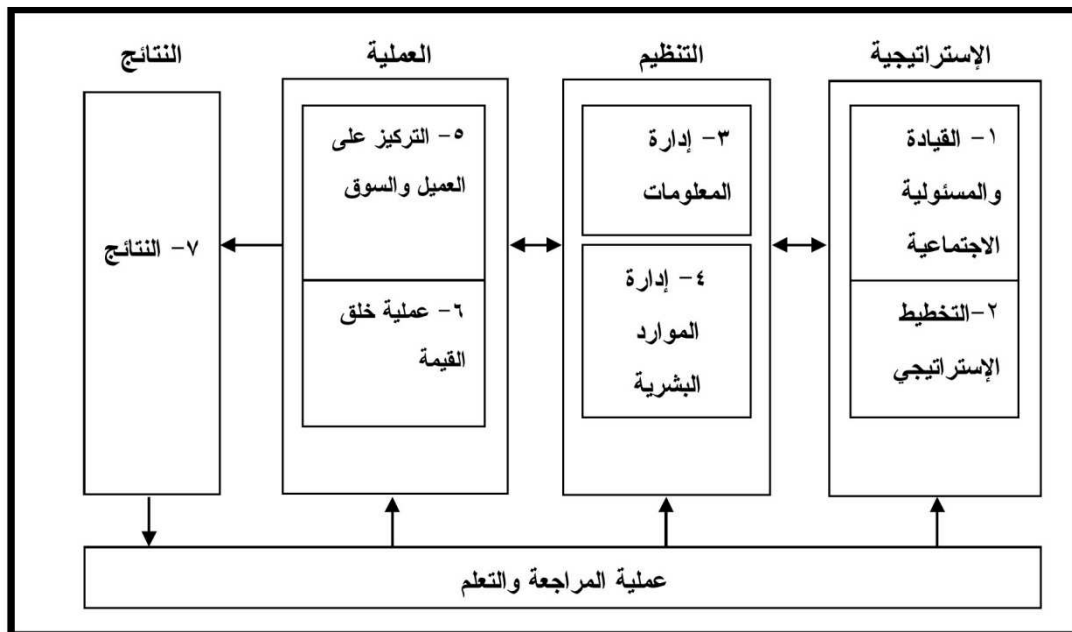 الإستراتيجية
التنظيم
العملية
النتائج
١- القيادة
والمسئولية
الاجتماعية
٢-التخطيط
الإستراتيجي
٣- إدارة
المعلومات
٤- إدارة
الموارد
البشرية
٥- التركيز على
العميل والسوق
٦- عملية خلق
القيمة
٧- النتائج
عملية المراجعة والتعلم